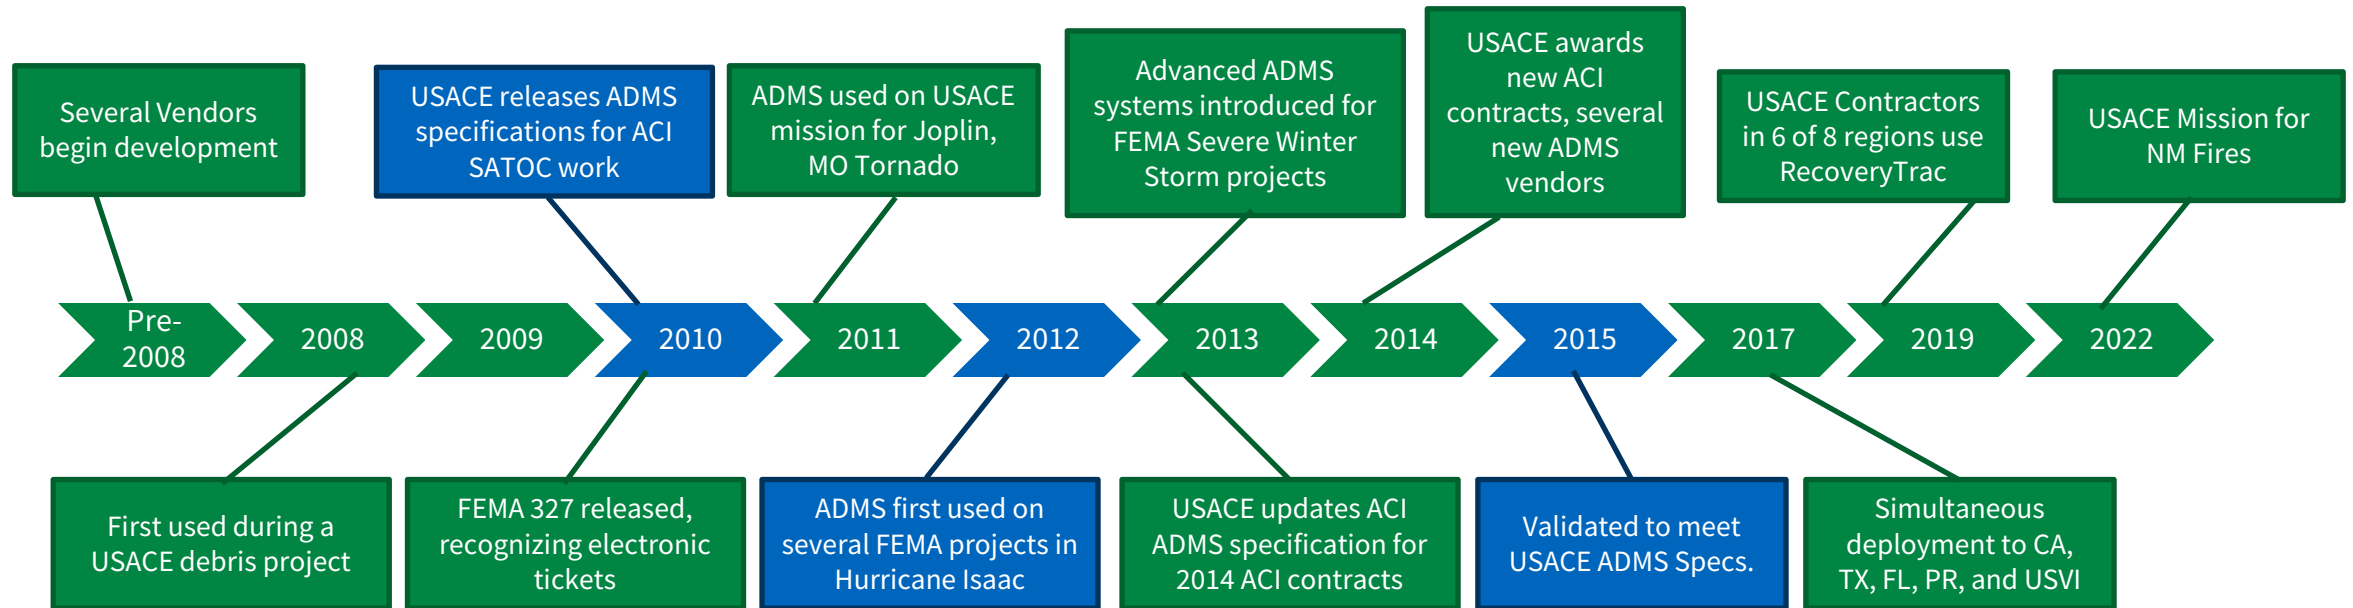 Several Vendors
begin development
USACE releases ADMS
specifications for ACI
SATOC work
ADMS used on USACE
mission for Joplin,
MO Tornado
Advanced ADMS
systems introduced for
FEMA Severe Winter
Storm projects
USACE awards
new ACI
contracts, several
new ADMS
vendors
USACE Contractors
in 6 of 8 regions use
RecoveryTrac
USACE Mission for
NM Fires
Pre-
2008
2008
2009
2010
2011
2012
2013
2014
2015
2017
2019
2022
First used during a
USACE debris project
FEMA 327 released,
recognizing electronic
tickets
ADMS first used on
several FEMA projects in
Hurricane Isaac
USACE updates ACI
ADMS specification for
2014 ACI contracts
Validated to meet
USACE ADMS Specs.
Simultaneous
deployment to CA,
TX, FL, PR, and USVI